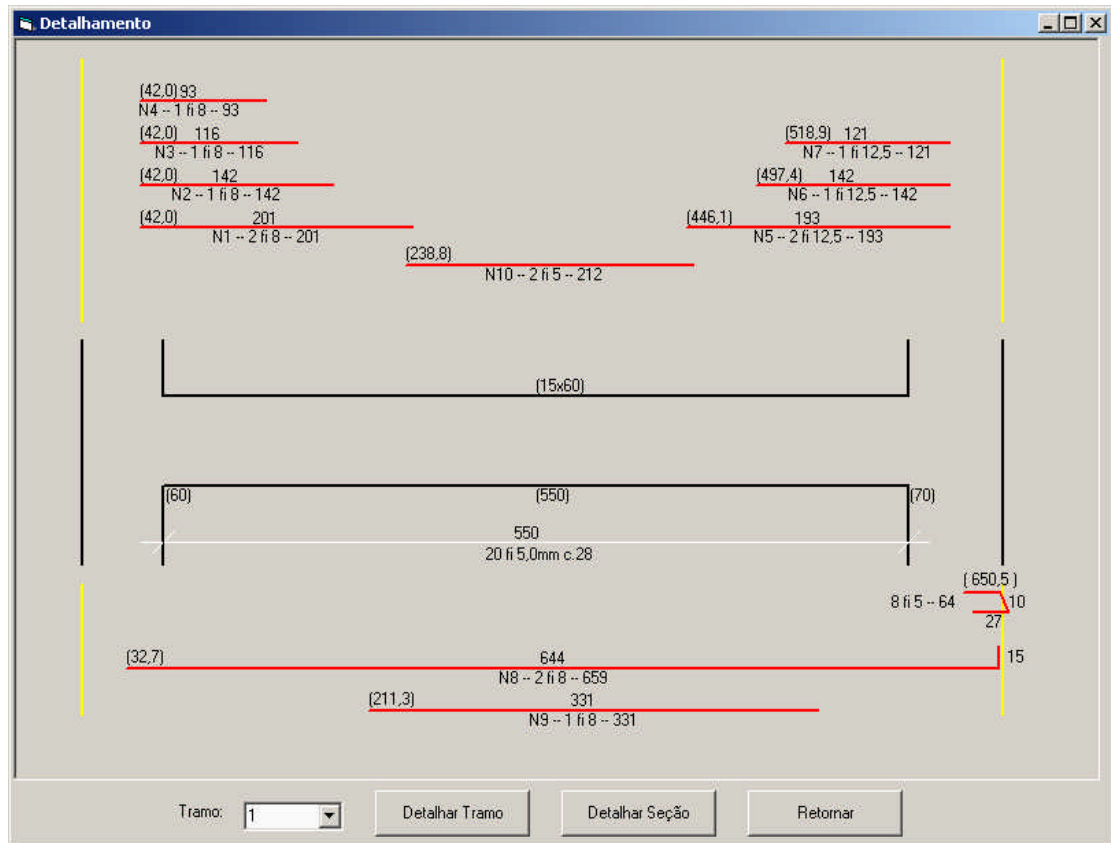 Detalhamento
(42,0) 93
N4 -- 1 fi 8 -- 93
(42,0) 116
N3 -- 1 fi 8 -- 116
(518,9) 121
N7 -- 1 fi 12,5 -- 121
(42,0) 142
N2 -- 1 fi 8 -- 142
(497,4) 142
N6 -- 1 fi 12,5 -- 142
(42,0) 201
N1 -- 2 fi 8 -- 201
(446,1) 193
N5 -- 2 fi 12,5 -- 193
(238,8)
N10 -- 2 fi 5 -- 212
(15x60)
(60) (550) (70)
550
20 fi 5,0mm c.28
( 650,5 )
8 fi 5 -- 64 10
27
(32,7) 644 15
N8 -- 2 fi 8 -- 659
(211,3) 331
N9 -- 1 fi 8 -- 331
Tramo: 1 Detalhar Tramo Detalhar Seção Retornar